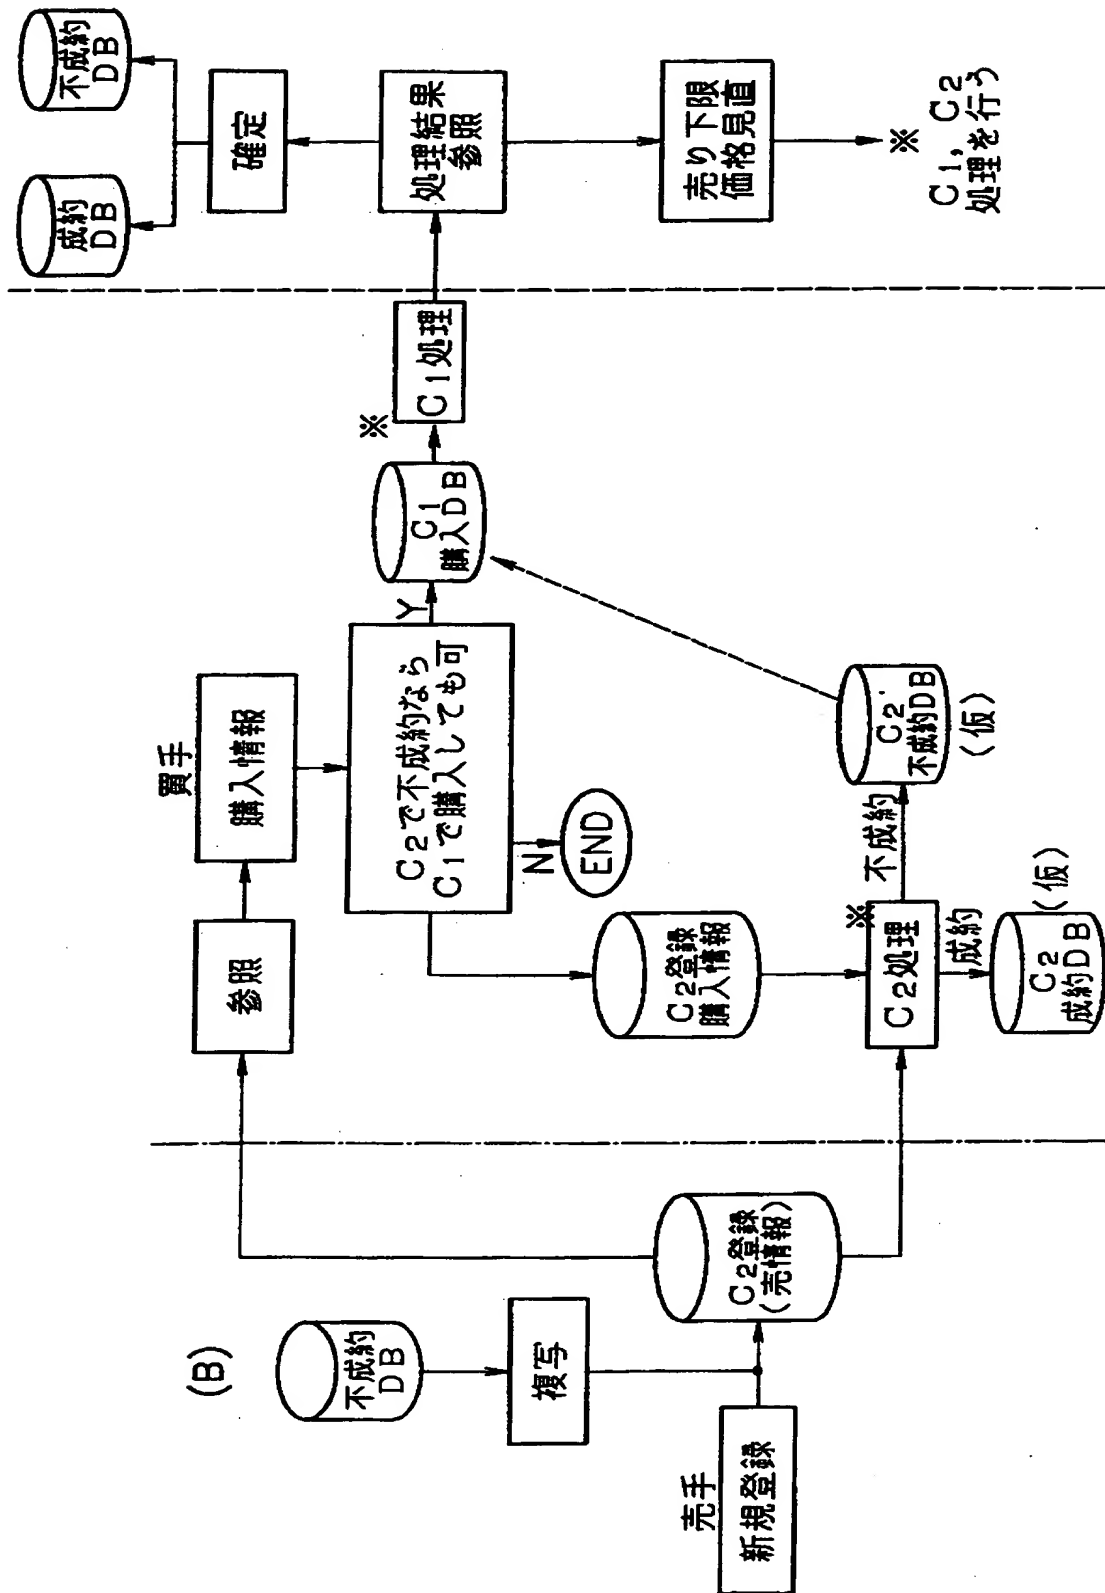 (B)
不成約
DB
複写
売手
新規登録
C2登録
(売情報)
参照
買手
購入情報
C2で不成約なら
C1で購入しても可
Y
N
END
C2登録
購入情報
※
C2処理
成約
C2
成約DB
(仮)
不成約
C2'
不成約DB
(仮)
C1
購入DB
※
C1処理
処理結果
参照
確定
成約
DB
不成約
DB
売り下限
価格見直
※
C1, C2
処理を行う